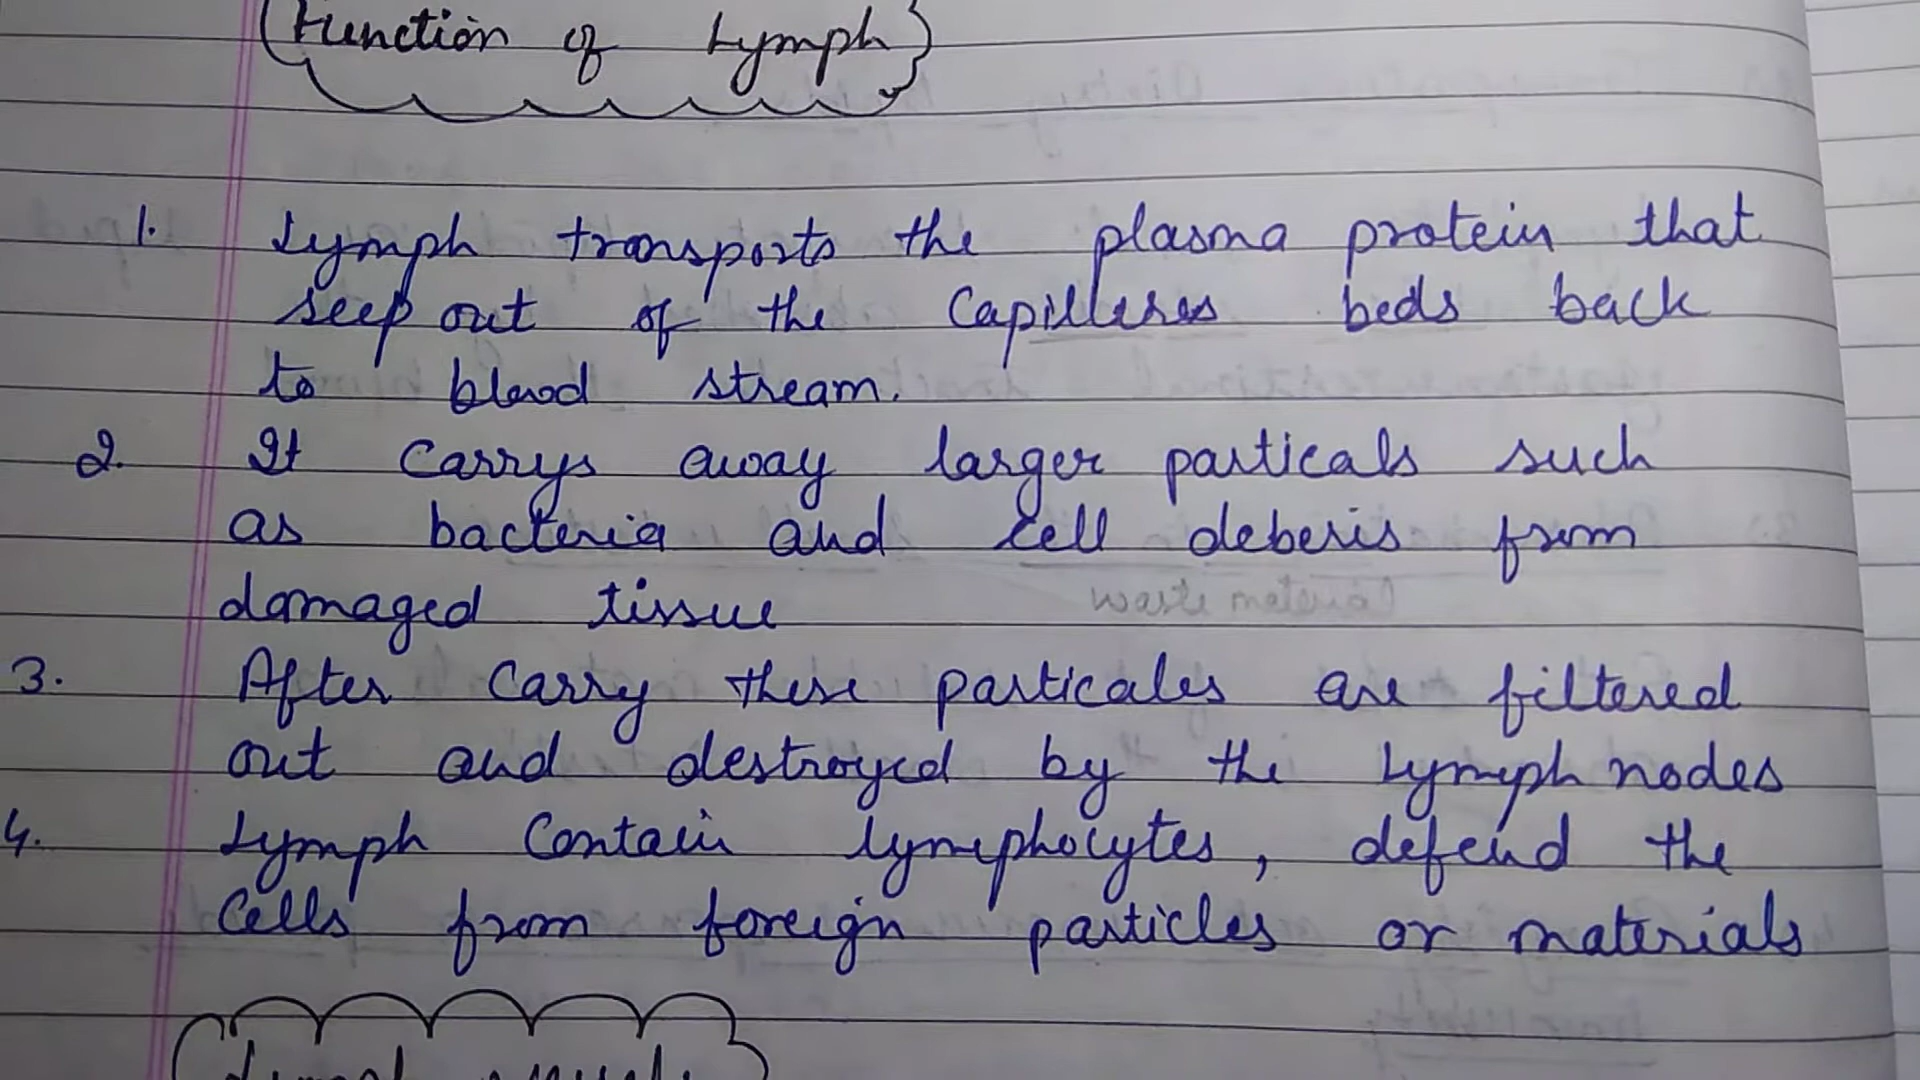 Function of Lymph
1. Lymph transports the plasma protein that
seep out of the Capilleres beds back
to blood stream.
2. It Carrys away larger particals such
as bacteria and cell deberis from
damaged tissue
waste material
3. After Carry these particales are filtered
out and destroyed by the lymph nodes
4. Lymph Contain lymphocytes, defend the
Cells from foreign particles or materials
Lymph